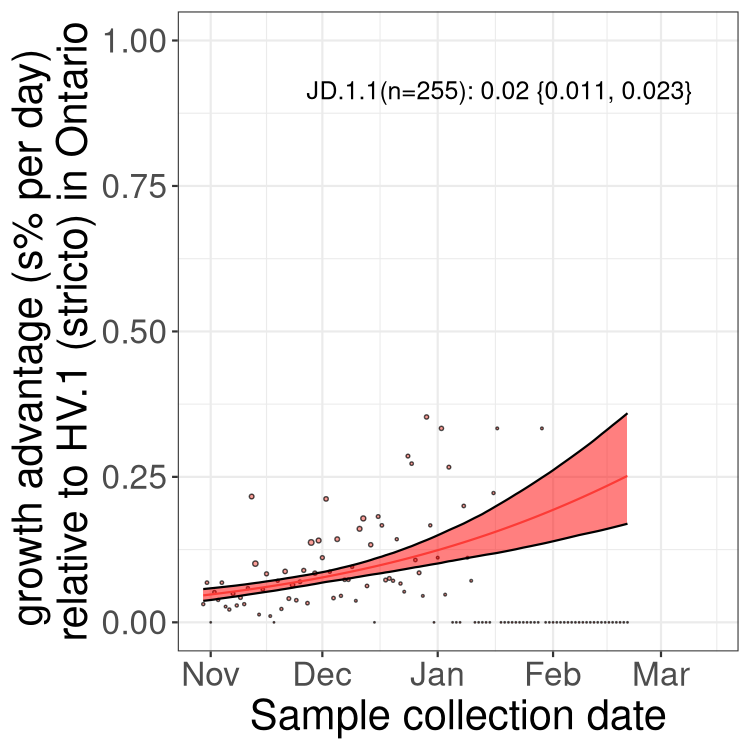 growth advantage (s% per day)
relative to HV.1 (stricto) in Ontario
1.00
0.75
0.50
0.25
0.00
JD.1.1(n=255): 0.02 {0.011, 0.023}
Nov Dec Jan Feb Mar
Sample collection date